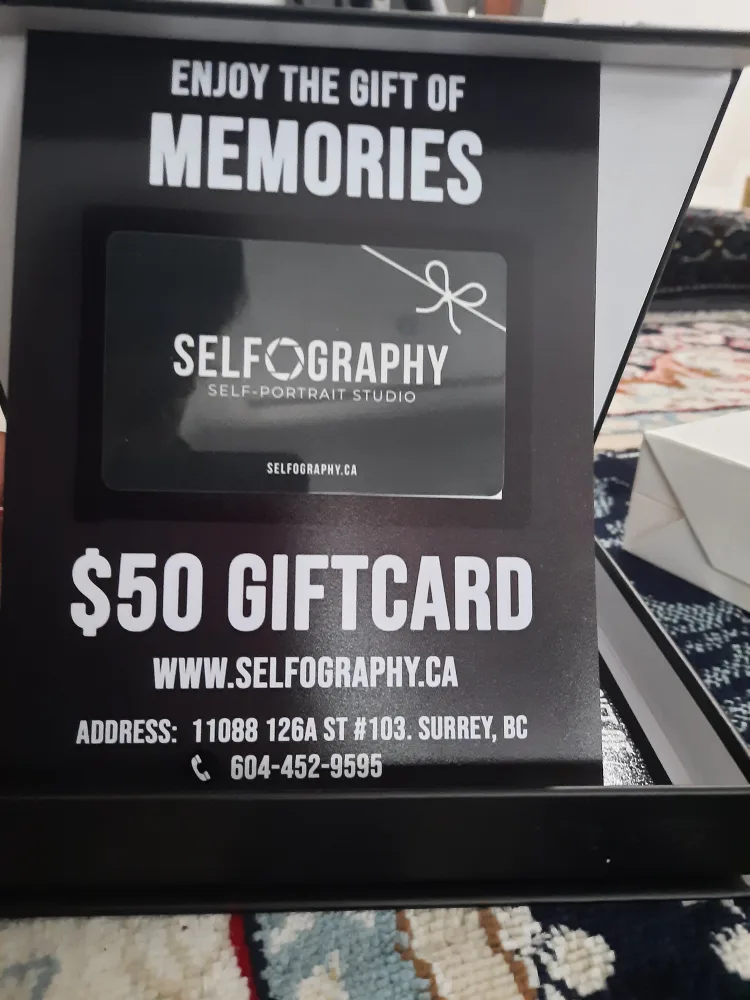 ENJOY THE GIFT OF
MEMORIES
SELFOGRAPHY
SELF-PORTRAIT STUDIO
SELFOGRAPHY.CA
$50 GIFTCARD
WWW.SELFOGRAPHY.CA
ADDRESS: 11088 126A ST #103. SURREY, BC
604-452-9595